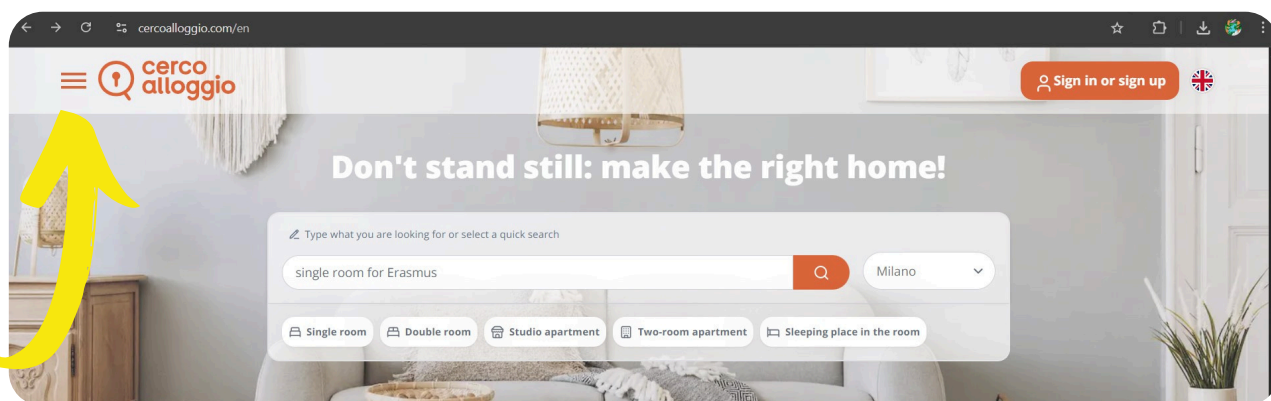 cercoalloggio.com/en
cerco
alloggio
Sign in or sign up
Don't stand still: make the right home!
Type what you are looking for or select a quick search
single room for Erasmus
Milano
Single room
Double room
Studio apartment
Two-room apartment
Sleeping place in the room